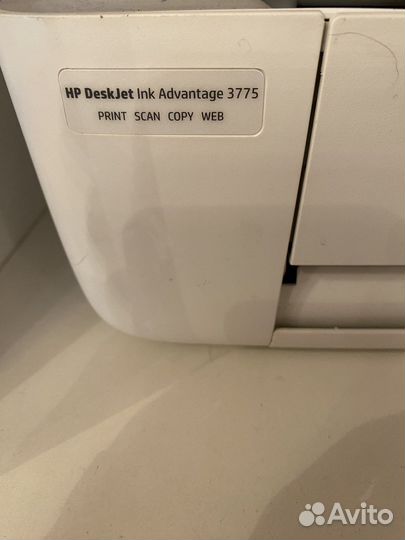 HP DeskJet Ink Advantage 3775
PRINT SCAN COPY WEB
Avito